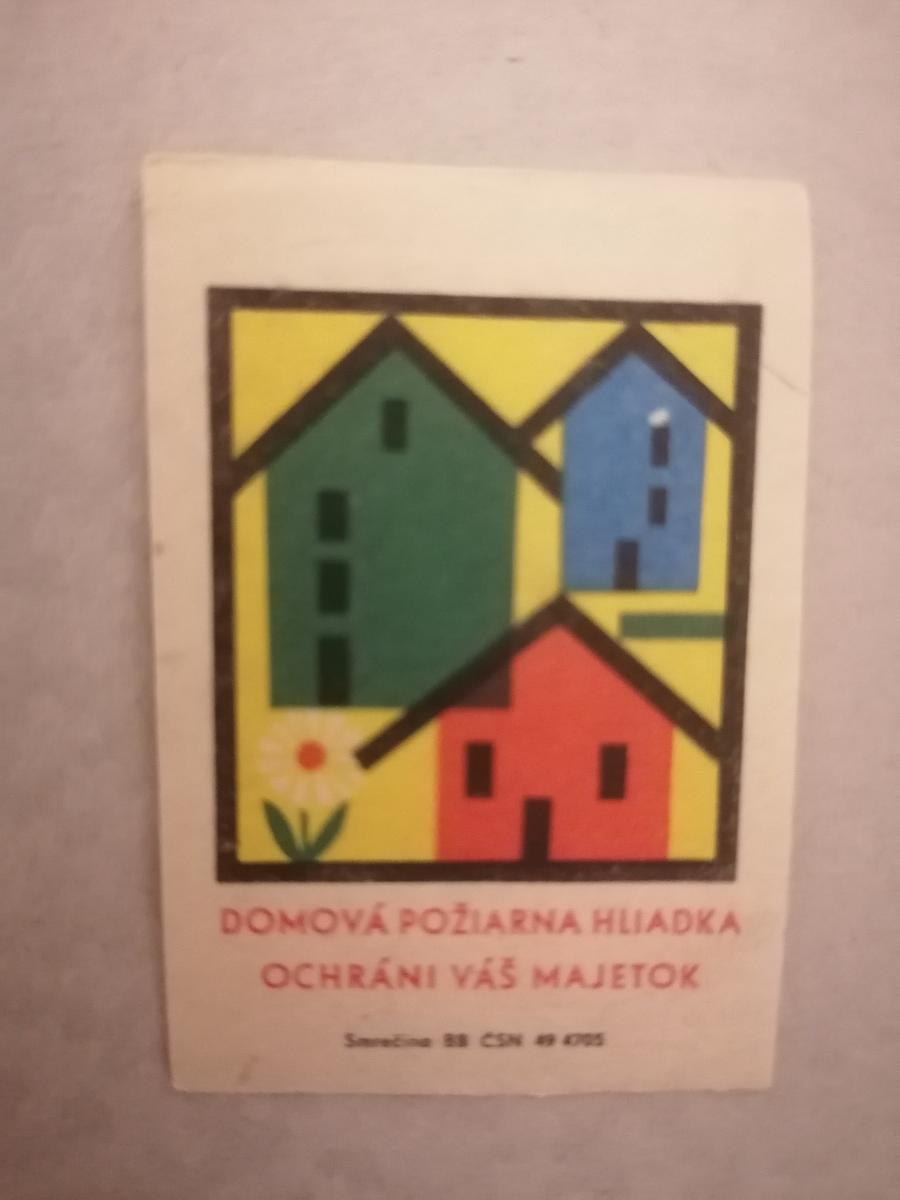 DOMOVÁ POŽIARNA HLIADKA
OCHRÁNI VÁŠ MAJETOK
Smrečina BB ČSN 49 4705